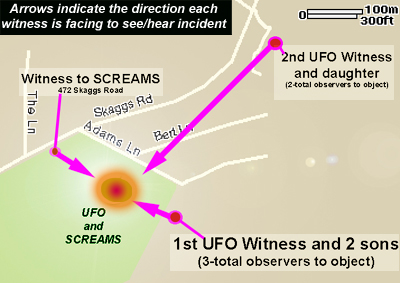 Arrows indicate the direction each
witness is facing to see/hear incident
100m
300ft
2nd UFO Witness
and daughter
(2-total observers to object)
Witness to SCREAMS
472 Skaggs Road
The Ln
Skaggs Rd
Adams Ln
Bert Ln
UFO
and
SCREAMS
1st UFO Witness and 2 sons
(3-total observers to object)